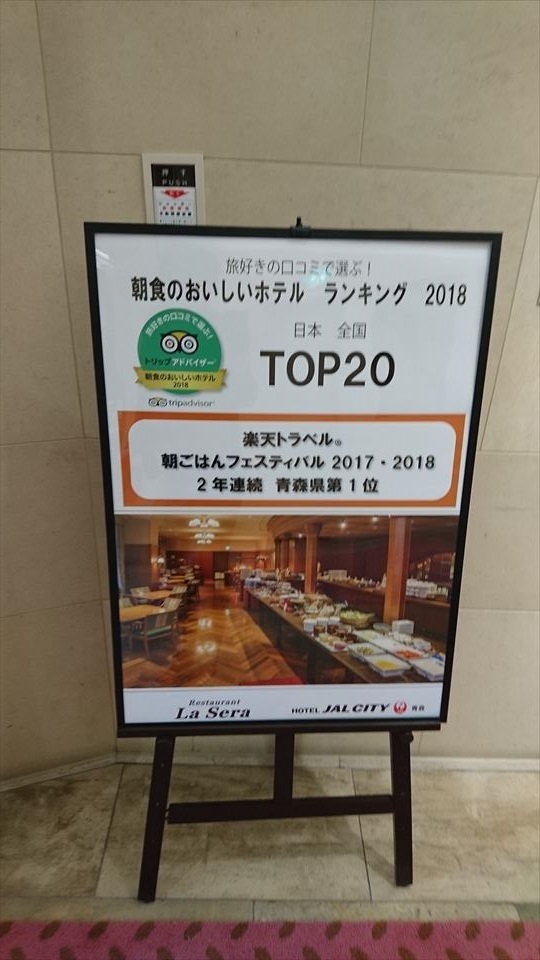 押す
PUSH
旅好きの口コミで選ぶ！
朝食のおいしいホテル　ランキング　2018
旅好きの口コミで選ぶ！
トリップアドバイザー
朝食のおいしいホテル
2018
tripadvisor
日本　全国
TOP20
楽天トラベル®
朝ごはんフェスティバル 2017・2018
2年連続 青森県第1位
Restaurant
La Sera
HOTEL JAL CITY 青森